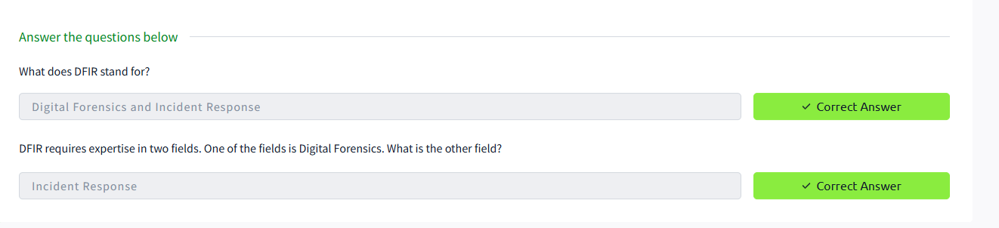 Answer the questions below
What does DFIR stand for?
Digital Forensics and Incident Response
✓ Correct Answer
DFIR requires expertise in two fields. One of the fields is Digital Forensics. What is the other field?
Incident Response
✓ Correct Answer